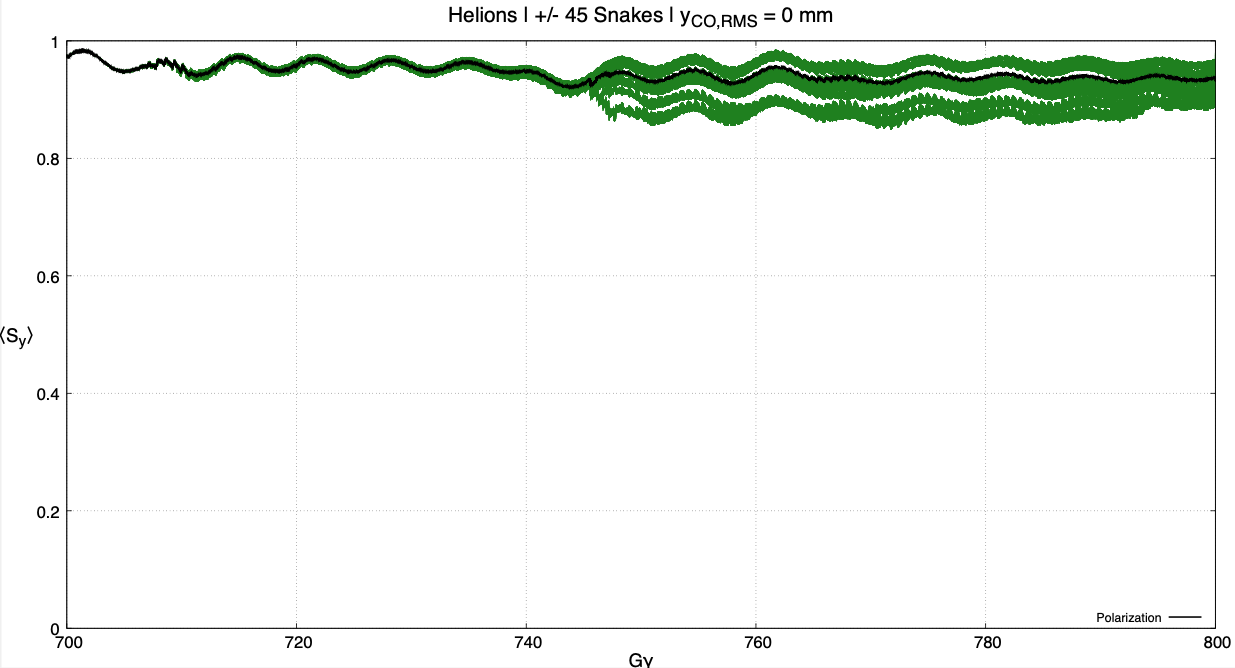 Helions | +/- 45 Snakes | yCO,RMS = 0 mm
1
0.8
0.6
⟨Sy⟩
0.4
0.2
Polarization
0
700 720 740 760 780 800
Gγ